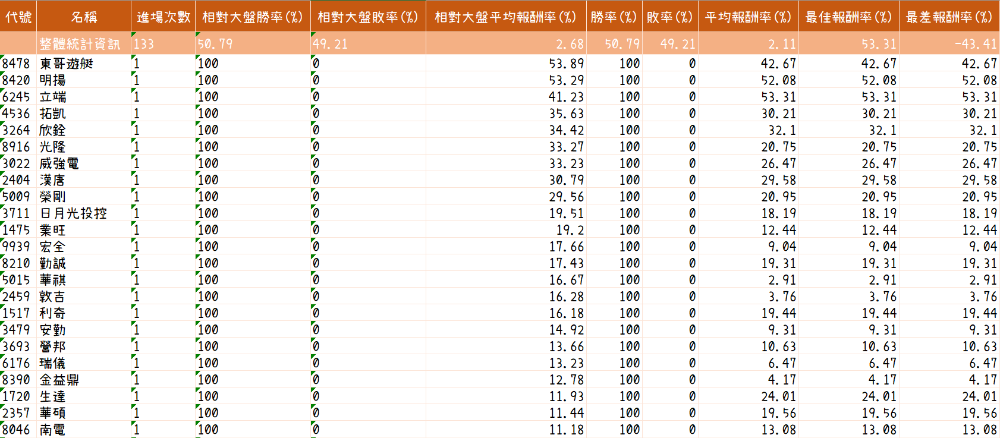 代號 名稱 進場次數 相對大盤勝率(%) 相對大盤敗率(%) 相對大盤平均報酬率(%) 勝率(%) 敗率(%) 平均報酬率(%) 最佳報酬率(%) 最差報酬率(%)
整體統計資訊 133 50.79 49.21 2.68 50.79 49.21 2.11 53.31 -43.41
8478 東哥遊艇 1 100 0 53.89 100 0 42.67 42.67 42.67
8420 明揚 1 100 0 53.29 100 0 52.08 52.08 52.08
6245 立端 1 100 0 41.23 100 0 53.31 53.31 53.31
4536 拓凱 1 100 0 35.63 100 0 30.21 30.21 30.21
3264 欣銓 1 100 0 34.42 100 0 32.1 32.1 32.1
8916 光隆 1 100 0 33.27 100 0 20.75 20.75 20.75
3022 威強電 1 100 0 33.23 100 0 26.47 26.47 26.47
2404 漢唐 1 100 0 30.79 100 0 29.58 29.58 29.58
5009 榮剛 1 100 0 29.56 100 0 20.95 20.95 20.95
3711 日月光投控 1 100 0 19.51 100 0 18.19 18.19 18.19
1475 業旺 1 100 0 19.2 100 0 12.44 12.44 12.44
9939 宏全 1 100 0 17.66 100 0 9.04 9.04 9.04
8210 勤誠 1 100 0 17.43 100 0 19.31 19.31 19.31
5015 華祺 1 100 0 16.67 100 0 2.91 2.91 2.91
2459 敦吉 1 100 0 16.28 100 0 3.76 3.76 3.76
1517 利奇 1 100 0 16.18 100 0 19.44 19.44 19.44
3479 安勤 1 100 0 14.92 100 0 9.31 9.31 9.31
3693 營邦 1 100 0 13.66 100 0 10.63 10.63 10.63
6176 瑞儀 1 100 0 13.23 100 0 6.47 6.47 6.47
8390 金益鼎 1 100 0 12.78 100 0 4.17 4.17 4.17
1720 生達 1 100 0 11.93 100 0 24.01 24.01 24.01
2357 華碩 1 100 0 11.44 100 0 19.56 19.56 19.56
8046 南電 1 100 0 11.18 100 0 13.08 13.08 13.08